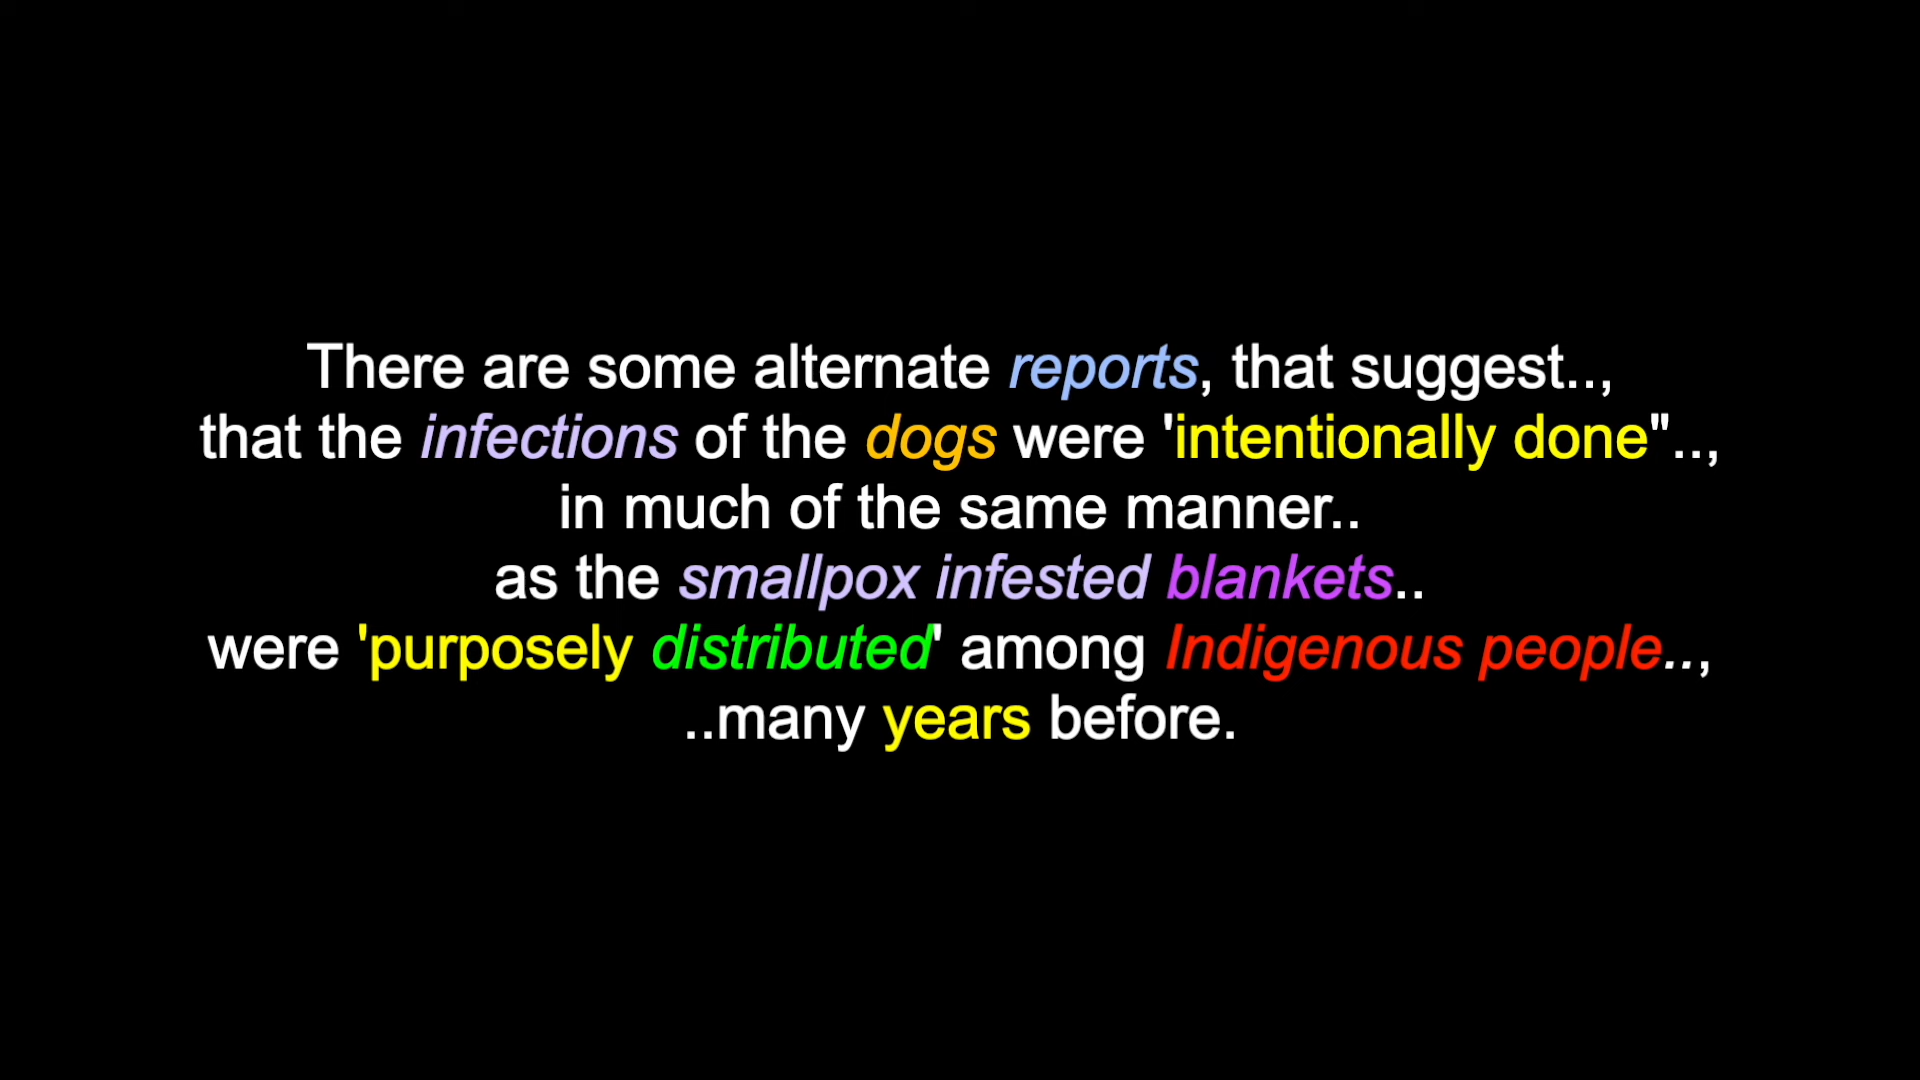 There are some alternate reports, that suggest..,
that the infections of the dogs were 'intentionally done"..,
in much of the same manner..
as the smallpox infested blankets..
were 'purposely distributed' among Indigenous people..,
..many years before.